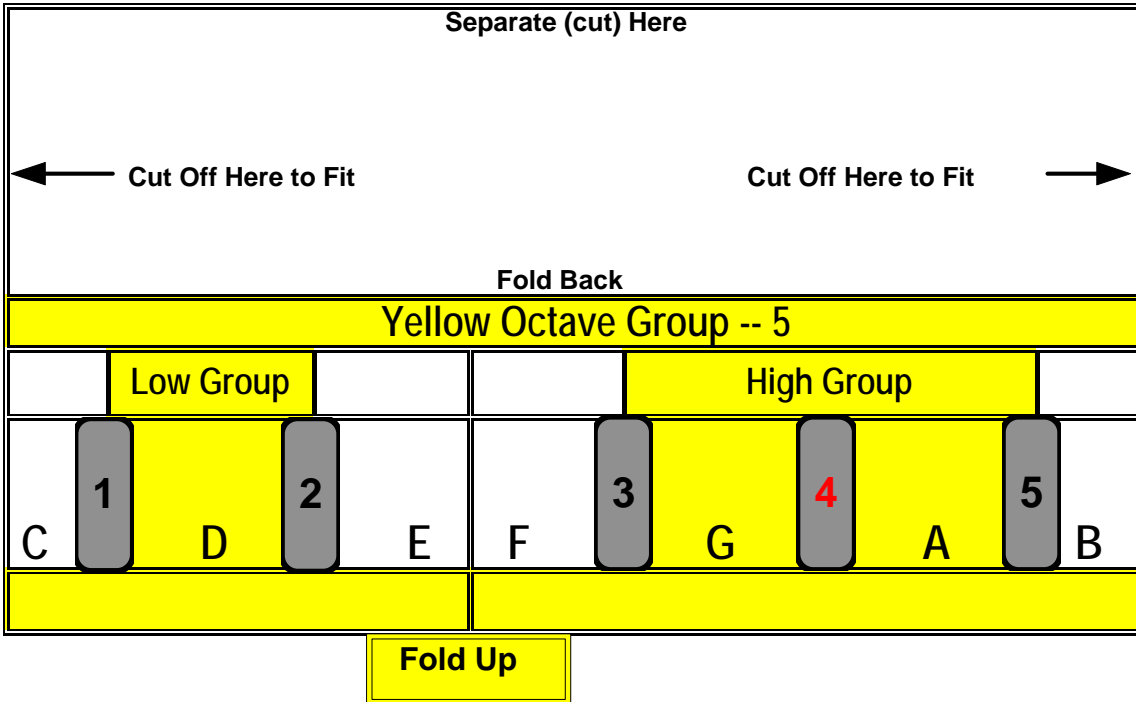 Separate (cut) Here
Cut Off Here to Fit Cut Off Here to Fit
Fold Back
Yellow Octave Group -- 5
Low Group High Group
1 2 3 4 5
C D E F G A B
Fold Up